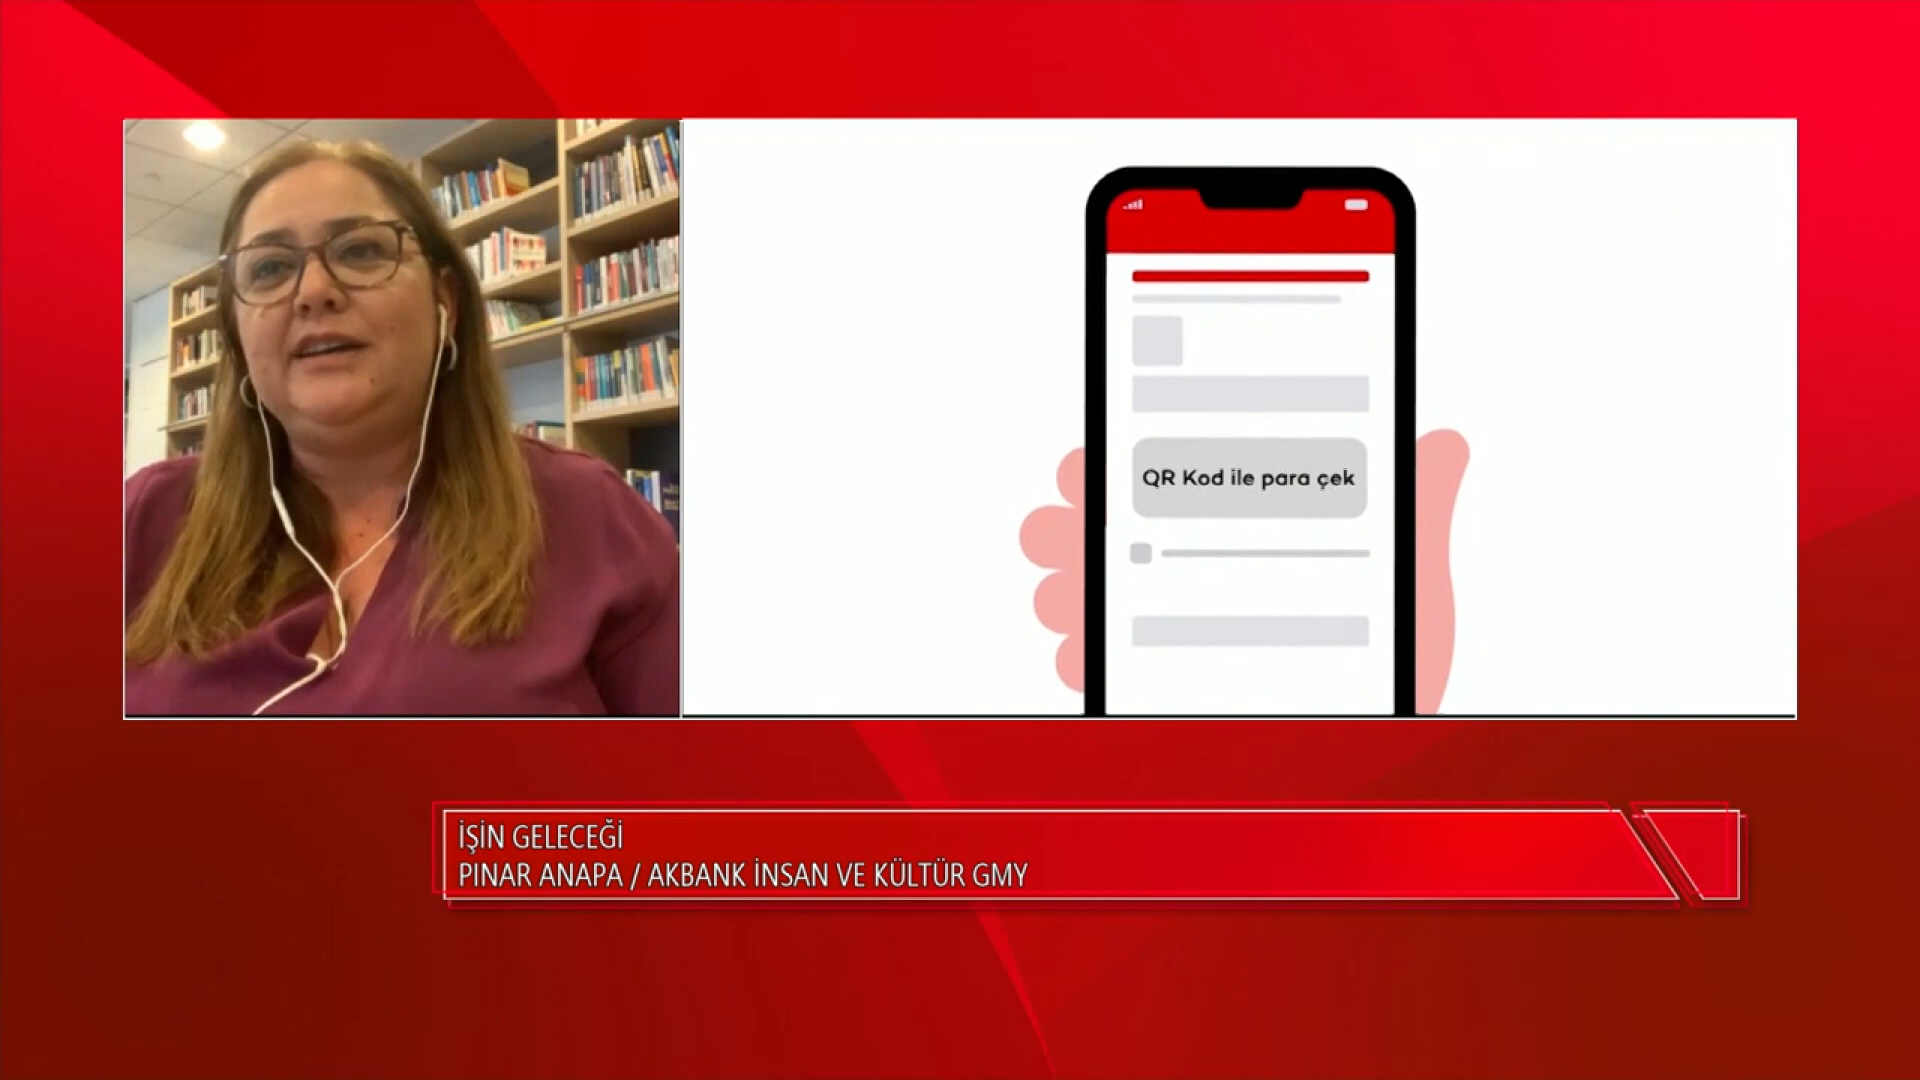 QR Kod ile para çek
İŞİN GELECEĞİ
PINAR ANAPA / AKBANK İNSAN VE KÜLTÜR GMY